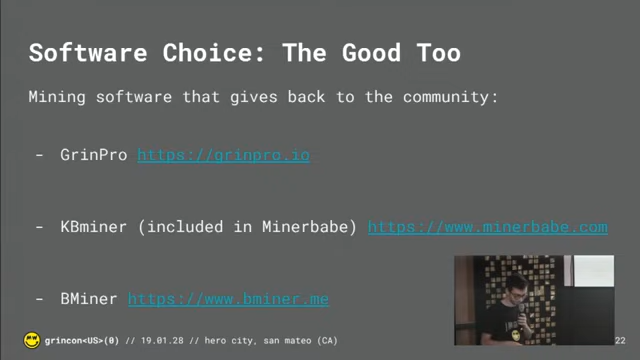 Software Choice: The Good Too
Mining software that gives back to the community:
- GrinPro https://grinpro.io
- KBminer (included in Minerbabe) https://www.minerbabe.com
- BMiner https://www.bminer.me
grincon<US>(0) // 19.01.28 // hero city, san mateo (CA)
22